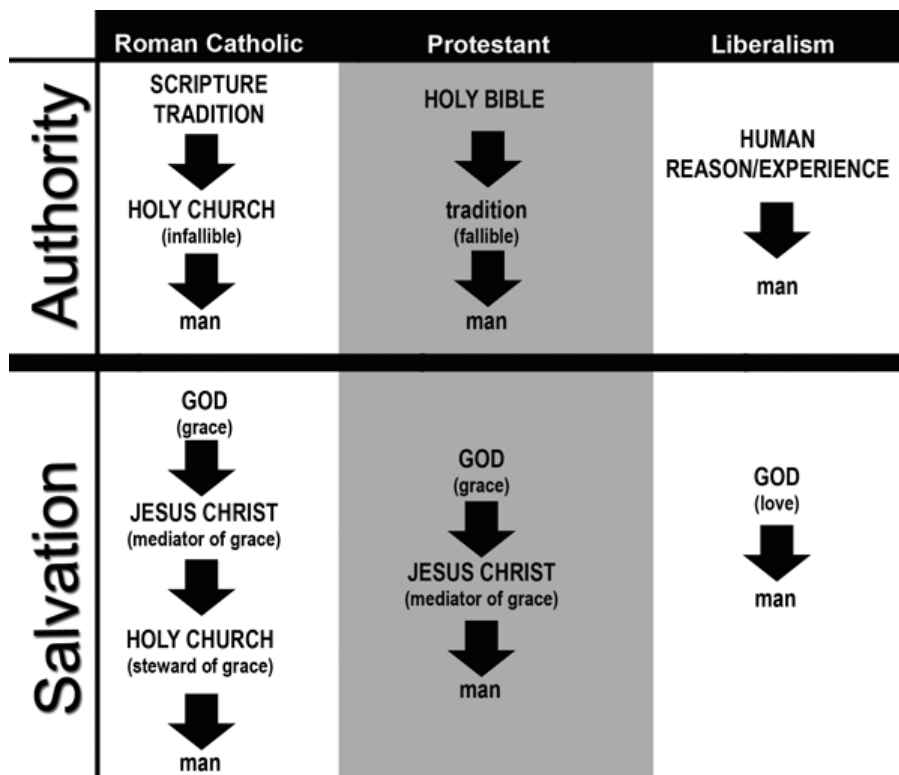 Roman Catholic
Protestant
Liberalism
Authority
SCRIPTURE
TRADITION
HOLY CHURCH
(infallible)
man
HOLY BIBLE
tradition
(fallible)
man
HUMAN
REASON/EXPERIENCE
man
Salvation
GOD
(grace)
JESUS CHRIST
(mediator of grace)
HOLY CHURCH
(steward of grace)
man
GOD
(grace)
JESUS CHRIST
(mediator of grace)
man
GOD
(love)
man